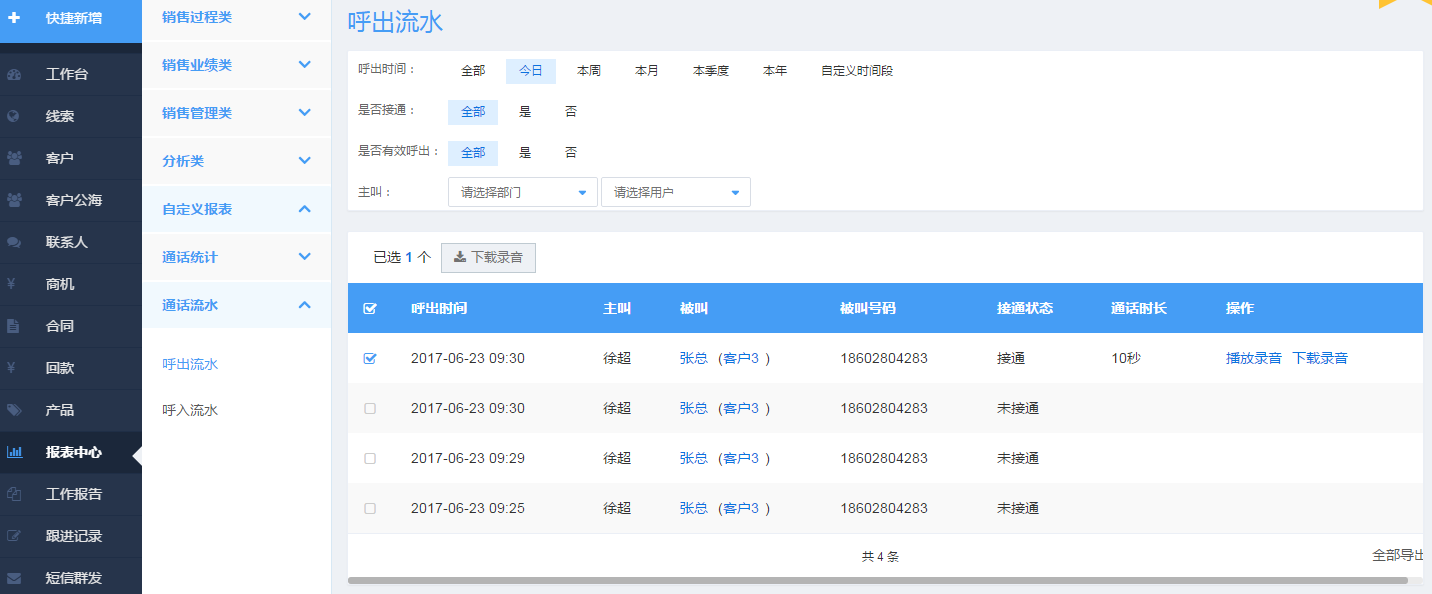 快捷新增
工作台
线索
客户
客户公海
联系人
商机
合同
回款
产品
报表中心
工作报告
跟进记录
短信群发
销售过程类
销售业绩类
销售管理类
分析类
自定义报表
通话统计
通话流水
呼出流水
呼入流水
呼出流水
呼出时间： 全部 今日 本周 本月 本季度 本年 自定义时间段
是否接通： 全部 是 否
是否有效呼出： 全部 是 否
主叫： 请选择部门 请选择用户
已选 1 个 下载录音
呼出时间 主叫 被叫 被叫号码 接通状态 通话时长 操作
2017-06-23 09:30 徐超 张总 （客户3 ） 18602804283 接通 10秒 播放录音 下载录音
2017-06-23 09:30 徐超 张总 （客户3 ） 18602804283 未接通
2017-06-23 09:29 徐超 张总 （客户3 ） 18602804283 未接通
2017-06-23 09:25 徐超 张总 （客户3 ） 18602804283 未接通
共 4 条 全部导出